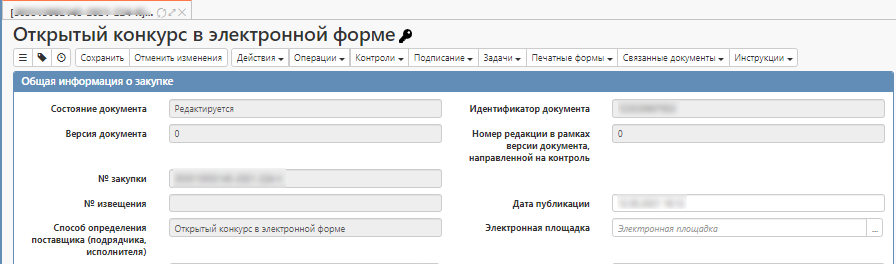 Открытый конкурс в электронной форме
Сохранить Отменить изменения Действия Операции Контроли Подписание Задачи Печатные формы Связанные документы Инструкции
Общая информация о закупке
Состояние документа Редактируется Идентификатор документа
Версия документа 0 Номер редакции в рамках
версии документа, 0
направленной на контроль
№ закупки
№ извещения Дата публикации
Способ определения Открытый конкурс в электронной форме Электронная площадка Электронная площадка ...
поставщика (подрядчика,
исполнителя)